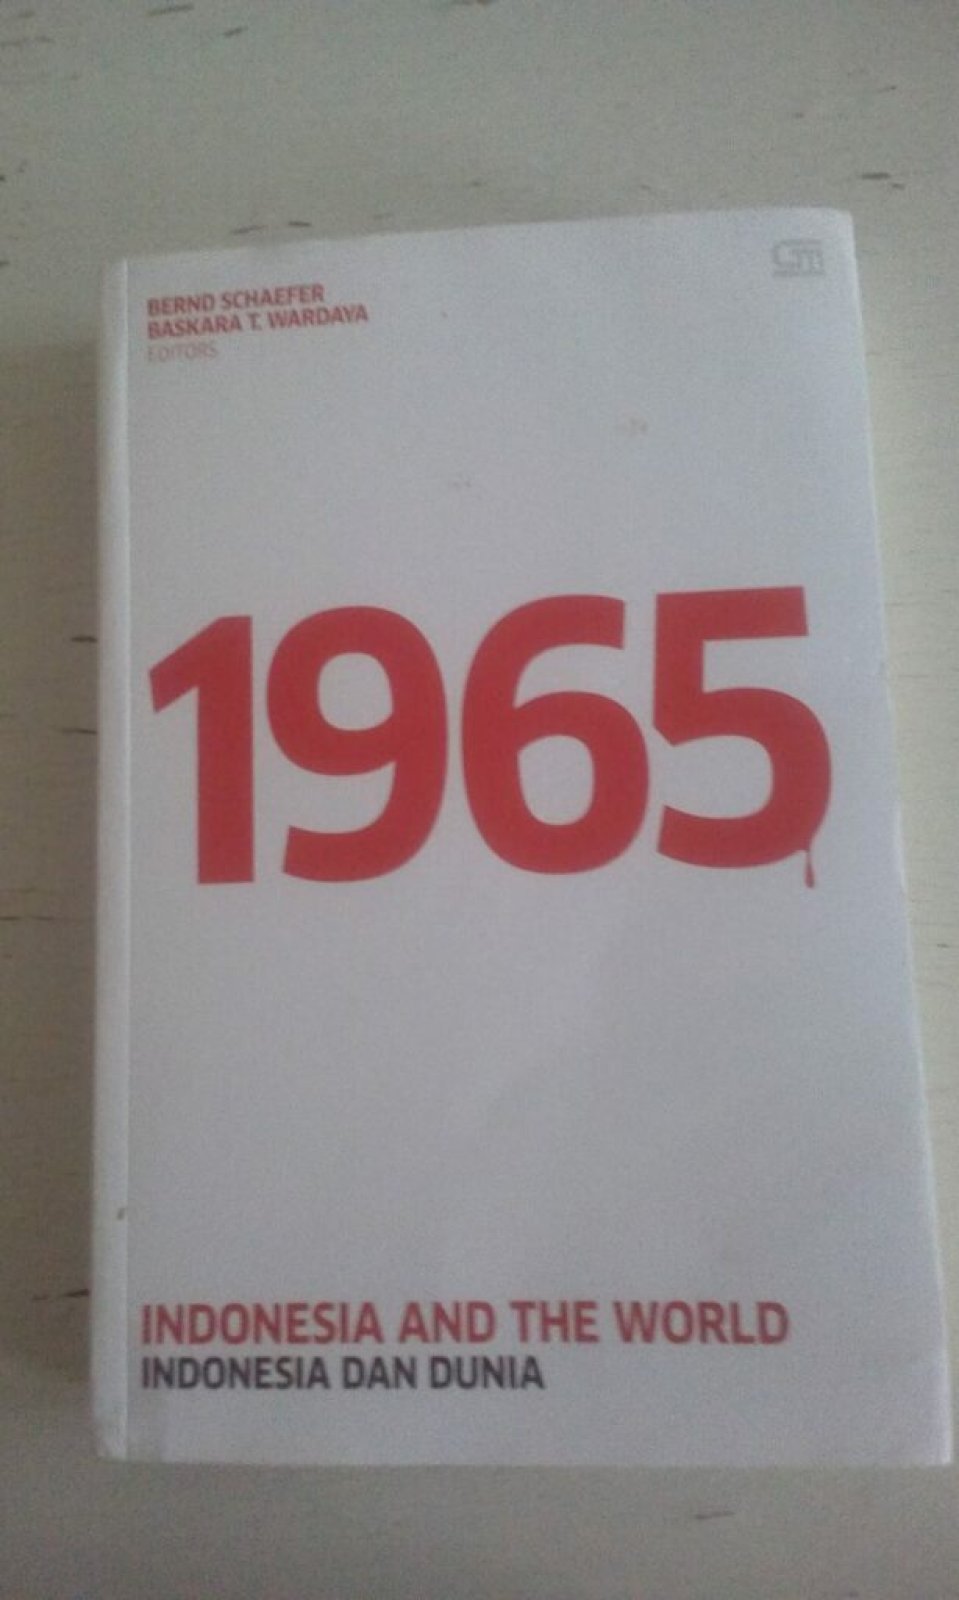 BERND SCHAEFER
BASKARA T. WARDAYA
EDITORS
1965
INDONESIA AND THE WORLD
INDONESIA DAN DUNIA